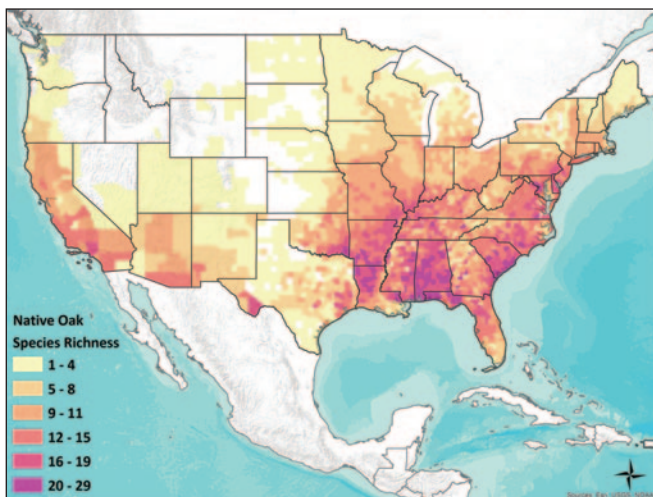 Native Oak
Species Richness
1 - 4
5 - 8
9 - 11
12 - 15
16 - 19
20 - 29